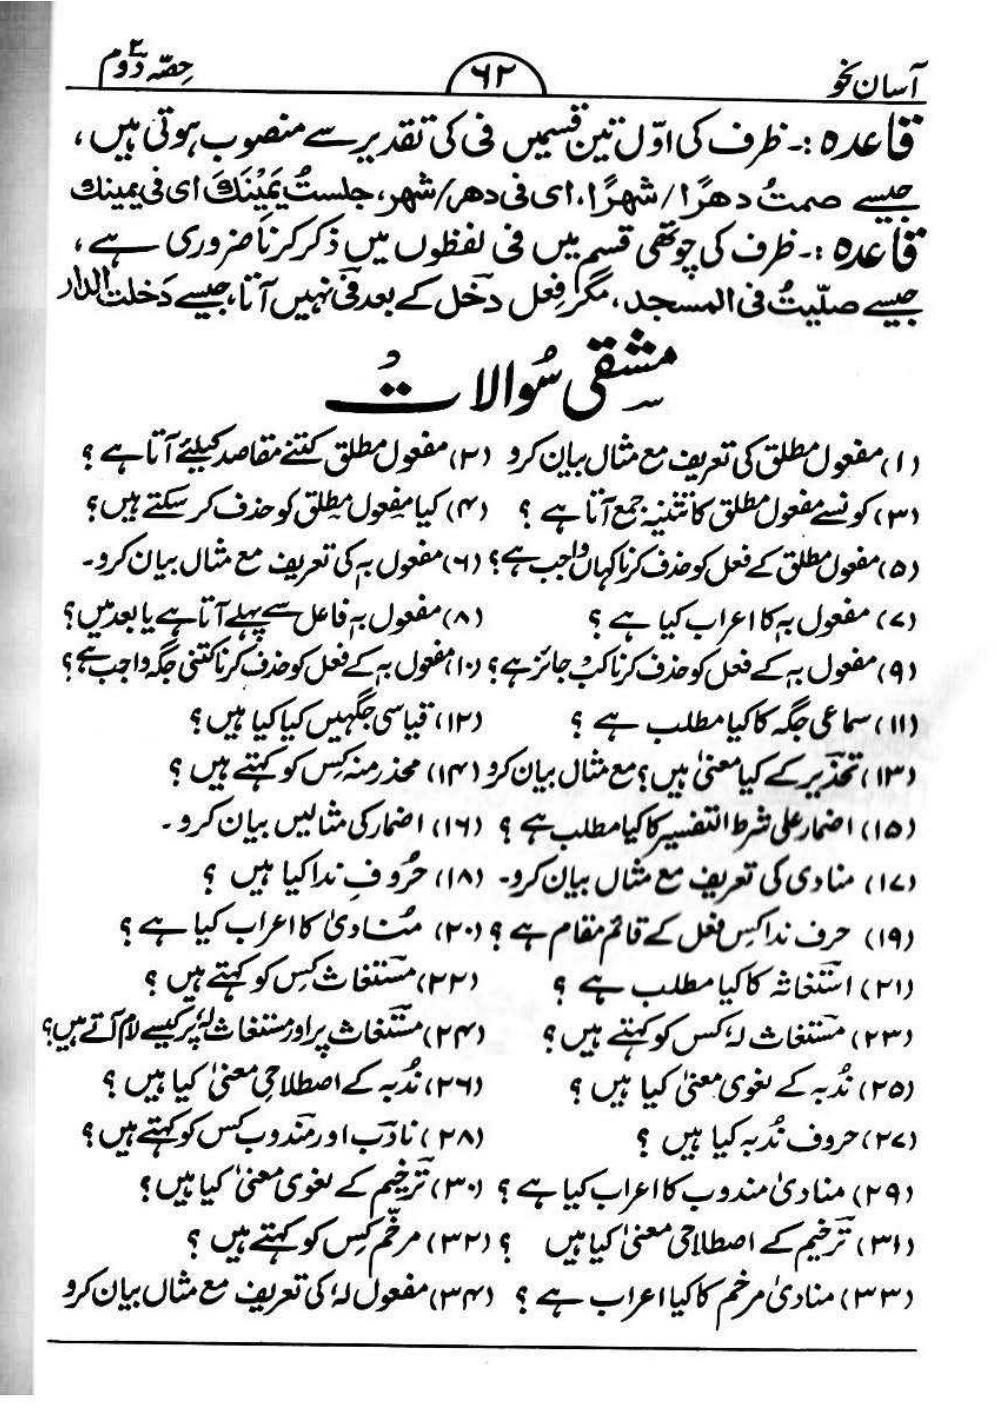 آسان نحو ۶۲ حصّہ دوم
قاعدہ :۔ ظرف کی اوّل تین قسمیں فی کی تقدیر سے منصوب ہوتی ہیں،
جیسے صمتُ دھرًا/شھرًا، ای فی دھر/شھر، جلستُ یَمِیْنَكَ ای فی یمینك
قاعدہ :۔ ظرف کی چوتھی قسم میں فی لفظوں میں ذکر کرنا ضروری ہے،
جیسے صلّیتُ فی المسجد، مگر فعل دخل کے بعد فی نہیں آتا، جیسے دخلت الدار
مشقی سُوالاتُ
(۱) مفعول مطلق کی تعریف مع مثال بیان کرو (۲) مفعول مطلق کتنے مقاصد کیلئے آتا ہے ؟
(۳) کونسے مفعول مطلق کا تثنیہ جمع آتا ہے ؟ (۴) کیا مفعول مطلق کو حذف کر سکتے ہیں؟
(۵) مفعول مطلق کے فعل کو حذف کرنا کہاں واجب ہے؟ (۶) مفعول بہ کی تعریف مع مثال بیان کرو۔
(۷) مفعول بہ کا اعراب کیا ہے ؟ (۸) مفعول بہ فاعل سے پہلے آتا ہے یا بعد میں؟
(۹) مفعول بہ کے فعل کو حذف کرنا کب جائز ہے؟ (۱۰) مفعول بہ کے فعل کو حذف کرنا کتنی جگہ واجب ہے؟
(۱۱) سماعی جگہ کا کیا مطلب ہے ؟ (۱۲) قیاسی جگہیں کیا کیا ہیں؟
(۱۳) تحذیر کے کیا معنیٰ ہیں؟ مع مثال بیان کرو (۱۴) محذر منہ کس کو کہتے ہیں ؟
(۱۵) اضمار علی شرط التفسیر کا کیا مطلب ہے ؟ (۱۶) اضمار کی مثالیں بیان کرو ۔
(۱۷) منادی کی تعریف مع مثال بیان کرو۔ (۱۸) حُروفِ ندا کیا ہیں ؟
(۱۹) حرف ندا کس فعل کے قائم مقام ہے ؟ (۲۰) مُنادیٰ کا اعراب کیا ہے ؟
(۲۱) استغاثہ کا کیا مطلب ہے ؟ (۲۲) مستغاث کس کو کہتے ہیں ؟
(۲۳) مستغاث لہٗ کس کو کہتے ہیں؟ (۲۴) مستغاث پر اور مستغاث لہٗ پر کیسے لام آتے ہیں؟
(۲۵) نُدبہ کے لغوی معنیٰ کیا ہیں ؟ (۲۶) نُدبہ کے اصطلاحی معنیٰ کیا ہیں ؟
(۲۷) حروف نُدبہ کیا ہیں ؟ (۲۸) نادب اور مندوب کس کو کہتے ہیں؟
(۲۹) منادیٰ مندوب کا اعراب کیا ہے ؟ (۳۰) ترخیم کے لغوی معنیٰ کیا ہیں؟
(۳۱) ترخیم کے اصطلاحی معنیٰ کیا ہیں ؟ (۳۲) مرخّم کس کو کہتے ہیں ؟
(۳۳) منادیٰ مرخم کا کیا اعراب ہے ؟ (۳۴) مفعول لہٗ کی تعریف مع مثال بیان کرو